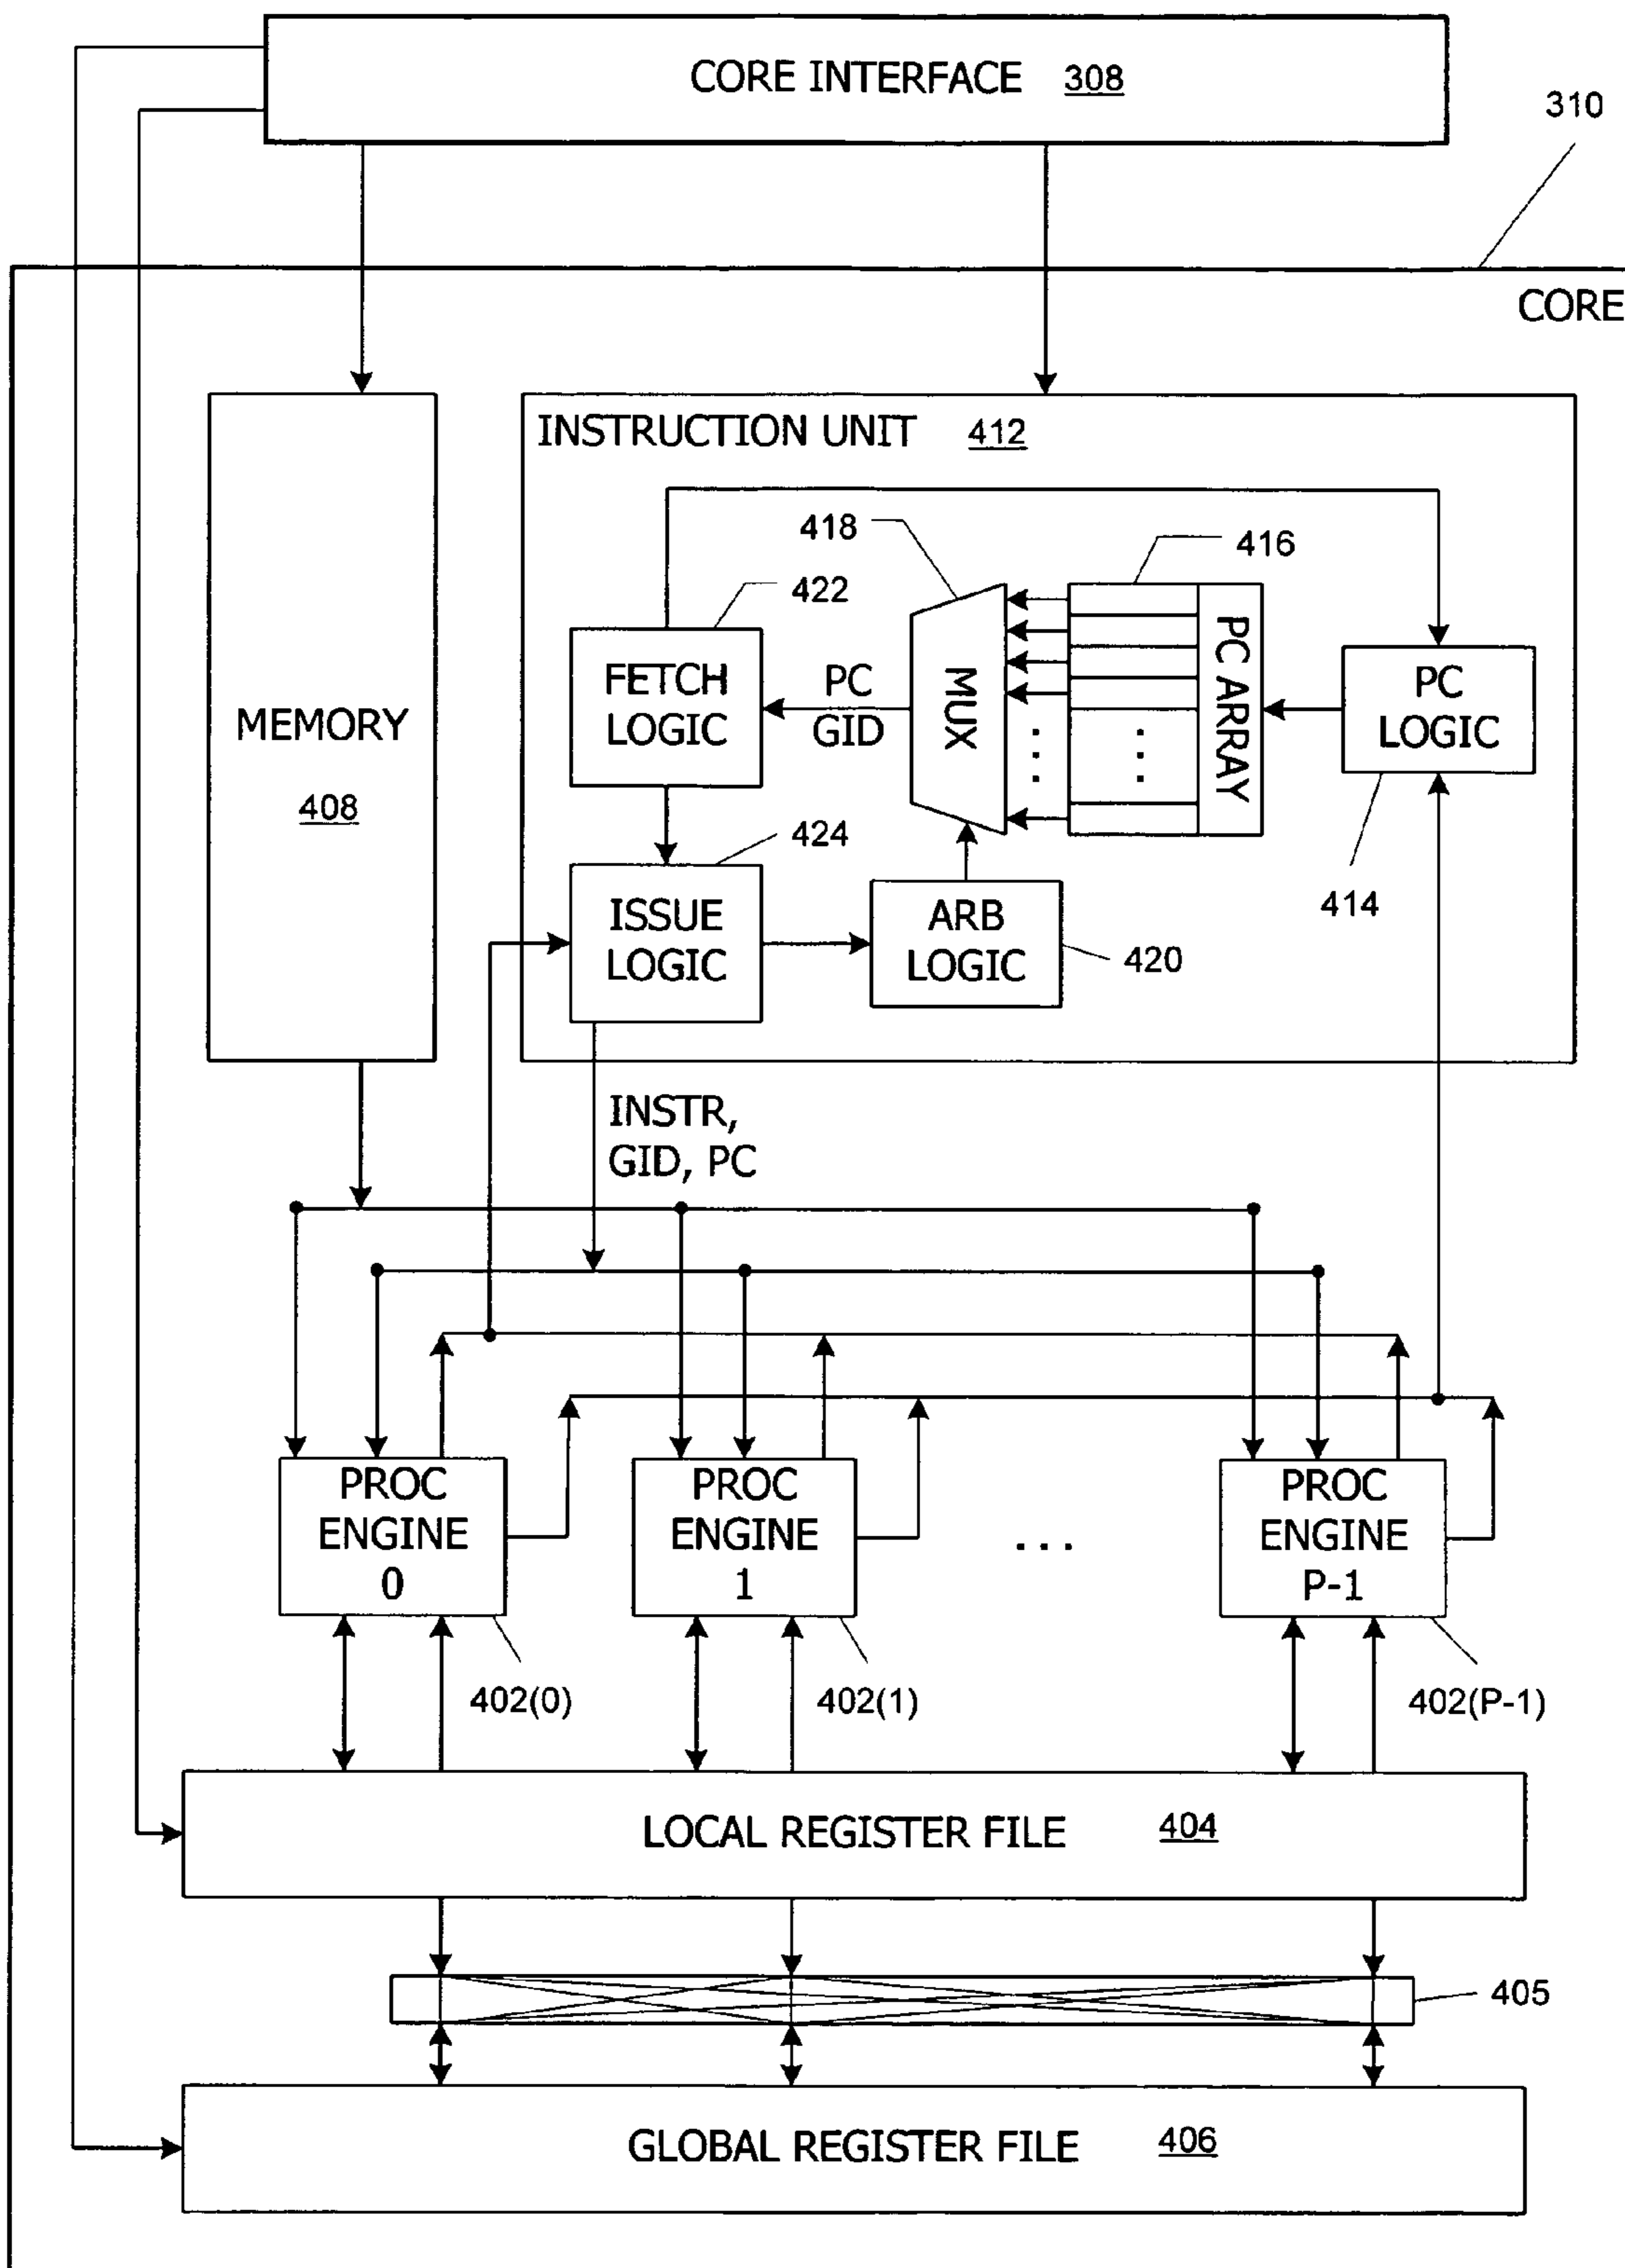 CORE INTERFACE 308
310
CORE
INSTRUCTION UNIT 412
418
416
422
MEMORY
408
FETCH
LOGIC
PC
GID
MUX
PC ARRAY
PC
LOGIC
424
414
ISSUE
LOGIC
ARB
LOGIC
420
INSTR,
GID, PC
PROC
ENGINE
0
PROC
ENGINE
1
...
PROC
ENGINE
P-1
402(0)
402(1)
402(P-1)
LOCAL REGISTER FILE 404
405
GLOBAL REGISTER FILE 406